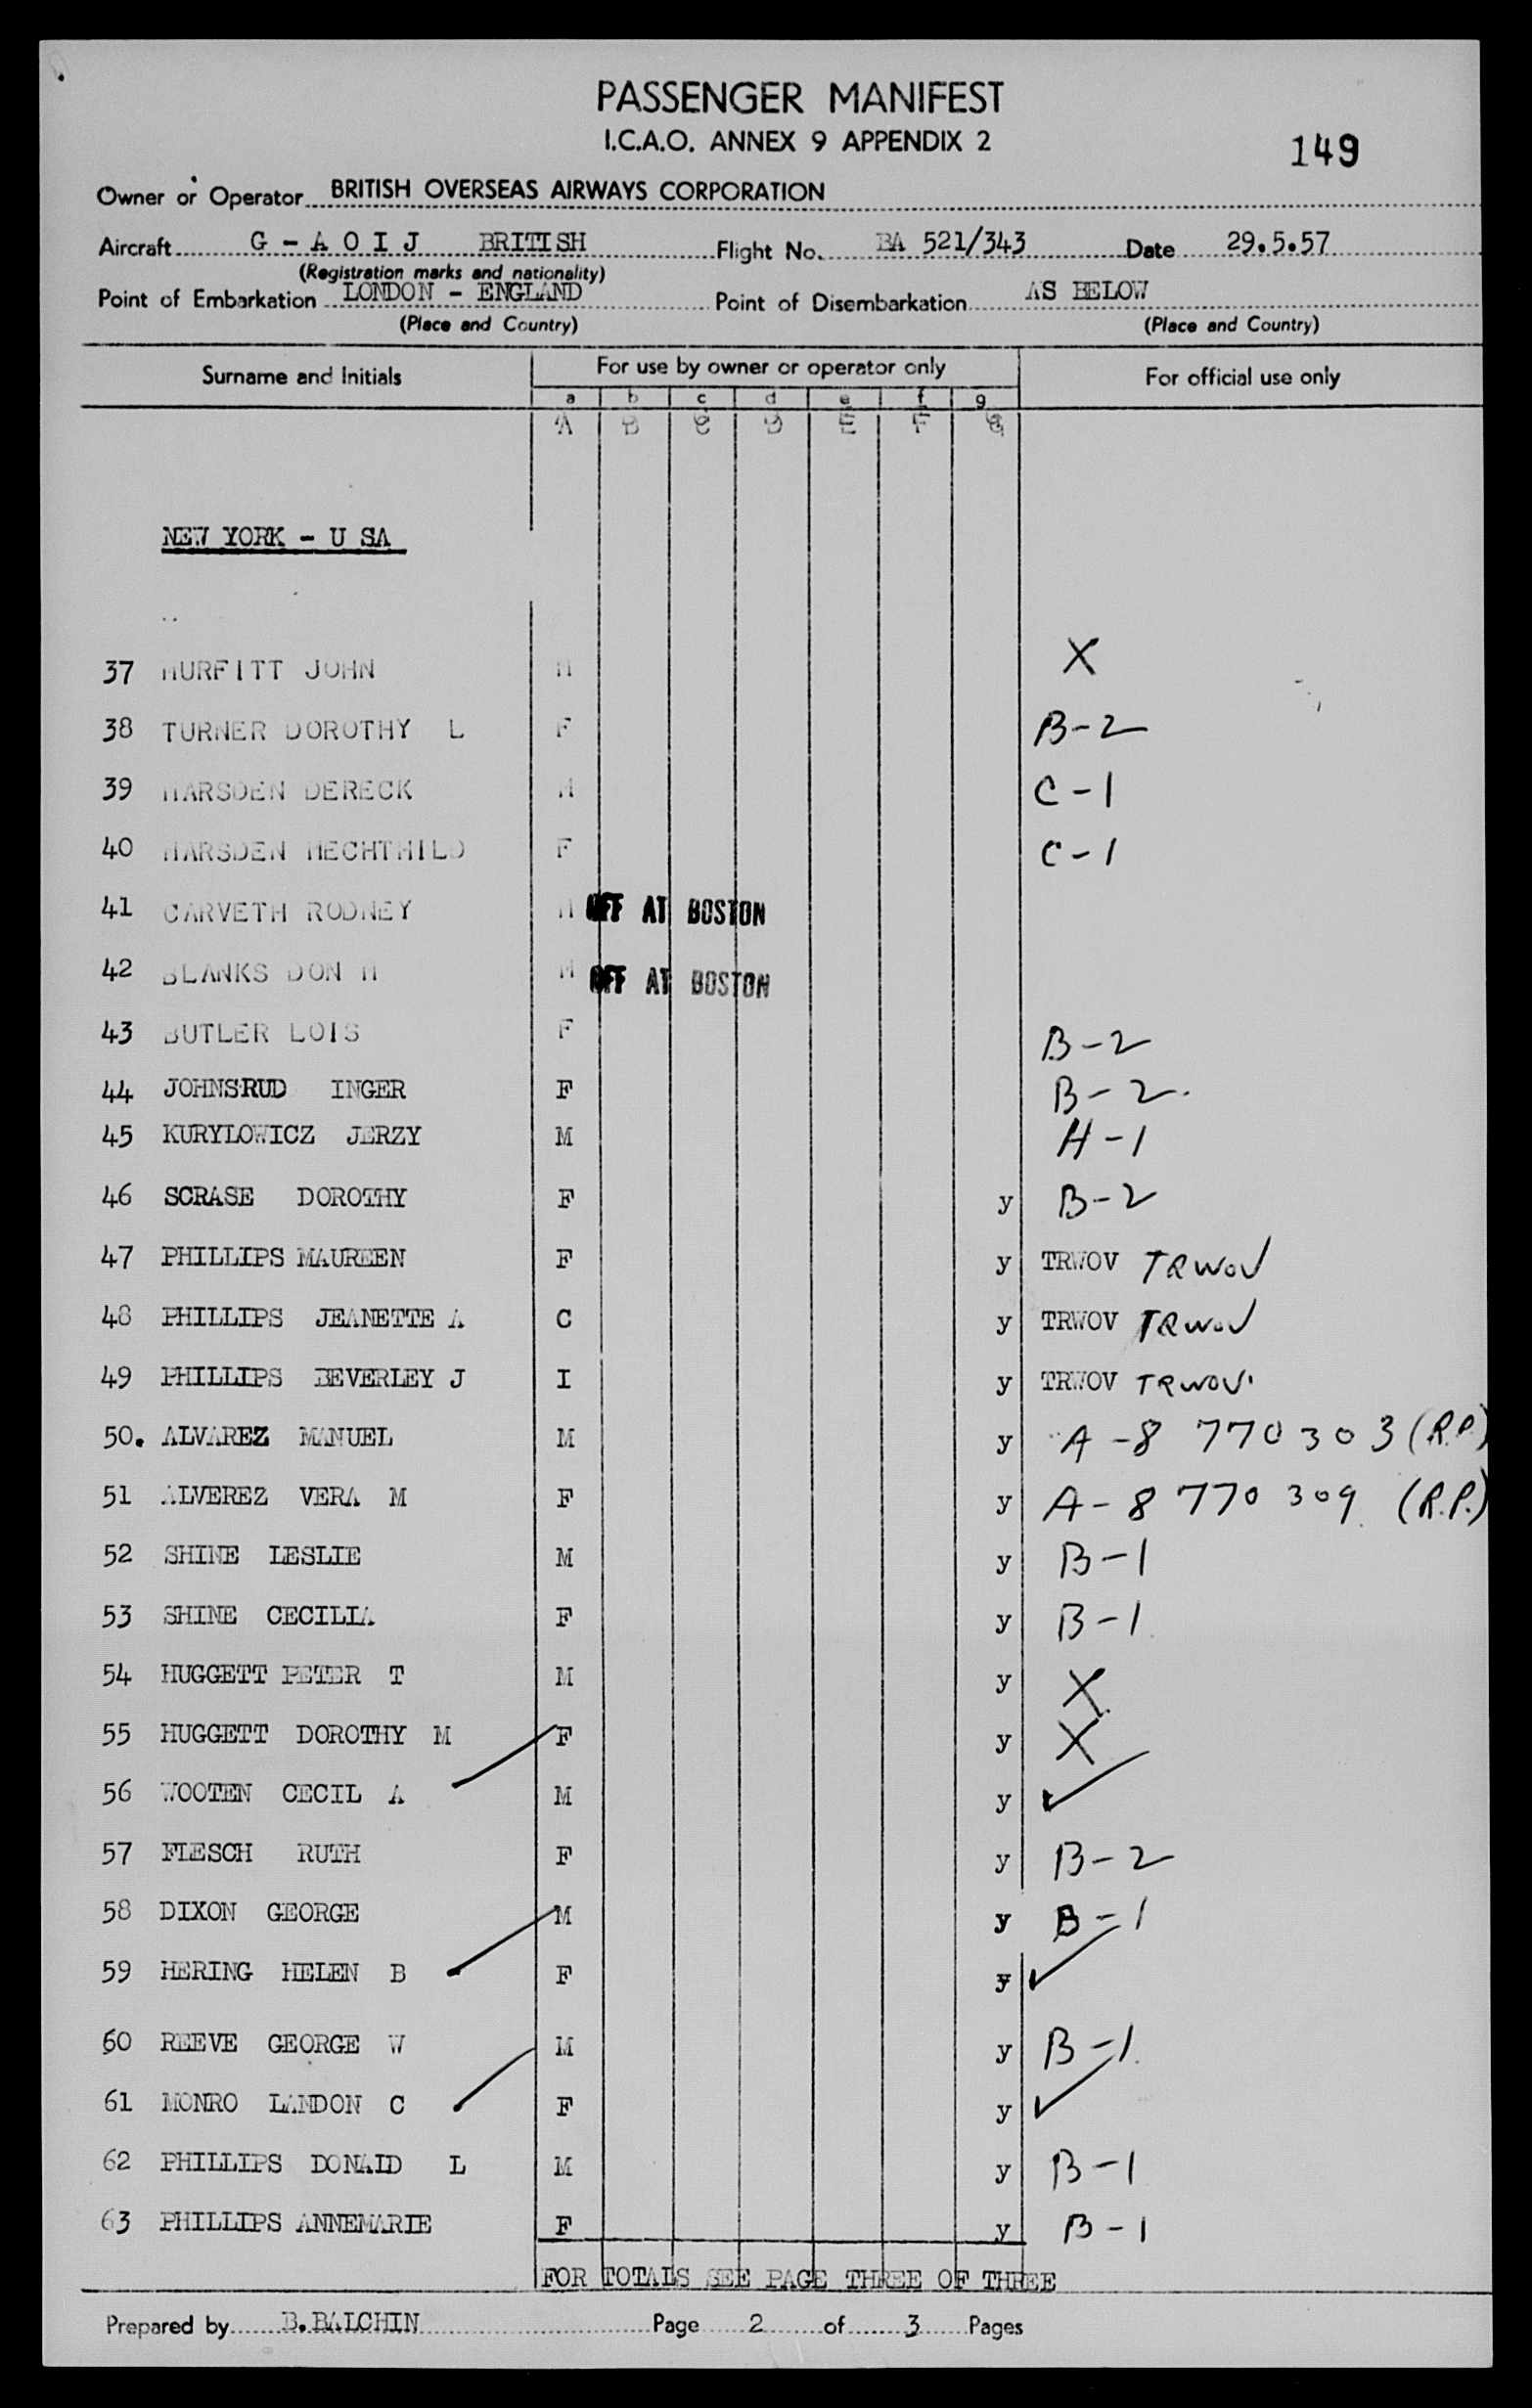 PASSENGER MANIFEST
I.C.A.O. ANNEX 9 APPENDIX 2
149
Owner or Operator BRITISH OVERSEAS AIRWAYS CORPORATION
Aircraft G - A O I J BRITISH Flight No. BA 521/343 Date 29.5.57
(Registration marks and nationality)
Point of Embarkation LONDON - ENGLAND Point of Disembarkation AS BELOW
(Place and Country) (Place and Country)
Surname and Initials For use by owner or operator only For official use only
a b c d e f g
A B C D E F G
NEW YORK - U SA
37 MURFITT JOHN M X
38 TURNER DOROTHY L F B-2
39 MARSDEN DERECK M C-1
40 MARSDEN MECHTHILD F C-1
41 CARVETH RODNEY M OFF AT BOSTON
42 BLANKS DON M M OFF AT BOSTON
43 BUTLER LOIS F B-2
44 JOHNSRUD INGER F B-2.
45 KURYLOWICZ JERZY M H-1
46 SCRASE DOROTHY F y B-2
47 PHILLIPS MAUREEN F y TRWOV TRWOV
48 PHILLIPS JEANETTE A C y TRWOV TRWOV
49 PHILLIPS BEVERLEY J I y TRWOV TRWOV
50. ALVAREZ MANUEL M y A-8 770 303 (R.P.)
51 ALVEREZ VERA M F y A-8 770 309 (R.P.)
52 SHINE LESLIE M y B-1
53 SHINE CECILIA F y B-1
54 HUGGETT PETER T M y X
55 HUGGETT DOROTHY M F y X
56 WOOTEN CECIL A M y ✓
57 FLESCH RUTH F y B-2
58 DIXON GEORGE M y B-1
59 HERING HELEN B F y ✓
60 REEVE GEORGE W M y B-1
61 MONRO LANDON C F y ✓
62 PHILLIPS DONALD L M y B-1
63 PHILLIPS ANNEMARIE F y B-1
FOR TOTALS SEE PAGE THREE OF THREE
Prepared by B.BALCHIN Page 2 of 3 Pages